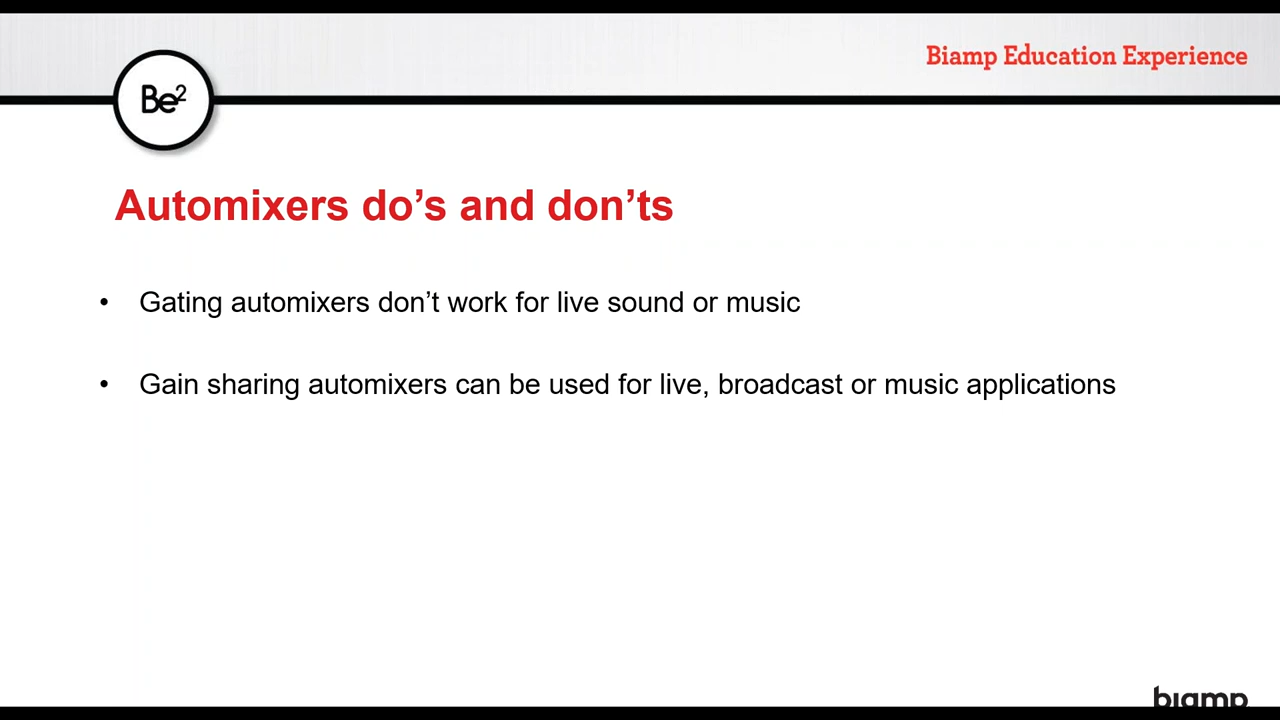 Biamp Education Experience
Be²
Automixers do’s and don’ts
• Gating automixers don’t work for live sound or music
• Gain sharing automixers can be used for live, broadcast or music applications
biamp